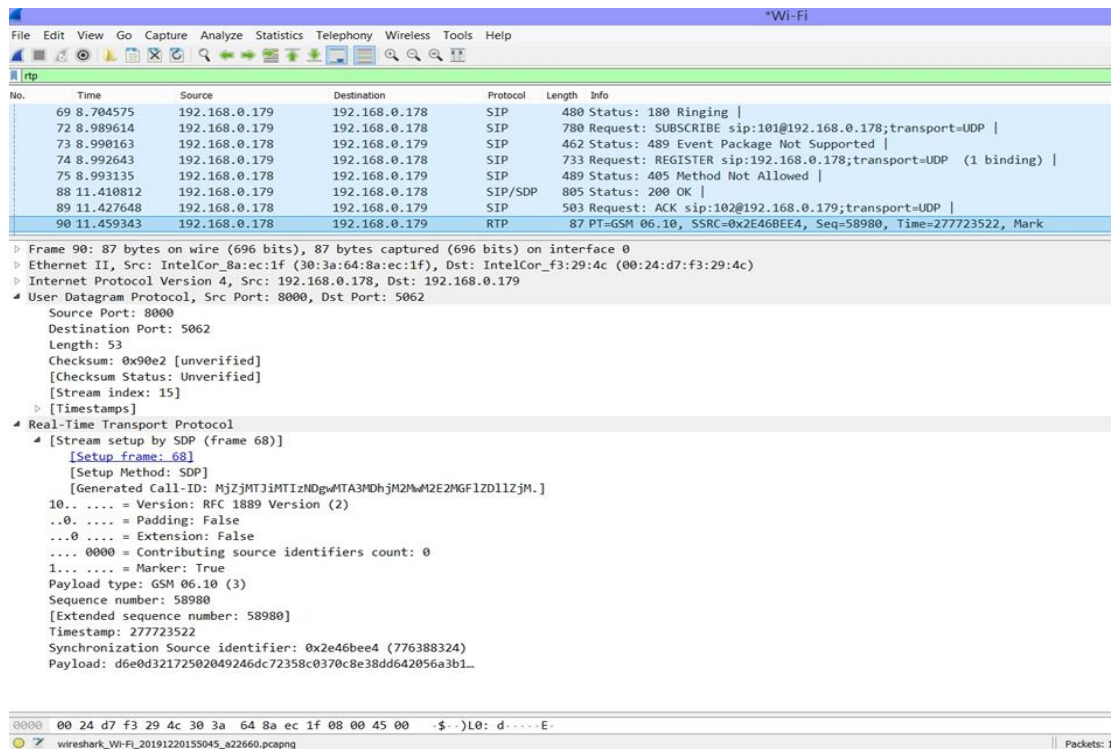 *Wi-Fi
File Edit View Go Capture Analyze Statistics Telephony Wireless Tools Help
rtp
No. Time Source Destination Protocol Length Info
69 8.704575 192.168.0.179 192.168.0.178 SIP 480 Status: 180 Ringing |
72 8.989614 192.168.0.179 192.168.0.178 SIP 780 Request: SUBSCRIBE sip:101@192.168.0.178;transport=UDP |
73 8.990163 192.168.0.178 192.168.0.179 SIP 462 Status: 489 Event Package Not Supported |
74 8.992643 192.168.0.179 192.168.0.178 SIP 733 Request: REGISTER sip:192.168.0.178;transport=UDP (1 binding) |
75 8.993135 192.168.0.178 192.168.0.179 SIP 489 Status: 405 Method Not Allowed |
88 11.410812 192.168.0.179 192.168.0.178 SIP/SDP 805 Status: 200 OK |
89 11.427648 192.168.0.178 192.168.0.179 SIP 503 Request: ACK sip:102@192.168.0.179;transport=UDP |
90 11.459343 192.168.0.178 192.168.0.179 RTP 87 PT=GSM 06.10, SSRC=0x2E46BEE4, Seq=58980, Time=277723522, Mark
Frame 90: 87 bytes on wire (696 bits), 87 bytes captured (696 bits) on interface 0
Ethernet II, Src: IntelCor_8a:ec:1f (30:3a:64:8a:ec:1f), Dst: IntelCor_f3:29:4c (00:24:d7:f3:29:4c)
Internet Protocol Version 4, Src: 192.168.0.178, Dst: 192.168.0.179
User Datagram Protocol, Src Port: 8000, Dst Port: 5062
Source Port: 8000
Destination Port: 5062
Length: 53
Checksum: 0x90e2 [unverified]
[Checksum Status: Unverified]
[Stream index: 15]
[Timestamps]
Real-Time Transport Protocol
[Stream setup by SDP (frame 68)]
[Setup frame: 68]
[Setup Method: SDP]
[Generated Call-ID: MjZjMTJiMTIzNDgwMTA3MDhjM2MwM2E2MGFlZDllZjM.]
10.. .... = Version: RFC 1889 Version (2)
..0. .... = Padding: False
...0 .... = Extension: False
.... 0000 = Contributing source identifiers count: 0
1... .... = Marker: True
Payload type: GSM 06.10 (3)
Sequence number: 58980
[Extended sequence number: 58980]
Timestamp: 277723522
Synchronization Source identifier: 0x2e46bee4 (776388324)
Payload: d6e0d32172502049246dc72358c0370c8e38dd642056a3b1…
0000 00 24 d7 f3 29 4c 30 3a 64 8a ec 1f 08 00 45 00 ·$··)L0: d·····E·
wireshark_Wi-Fi_20191220155045_a22660.pcapng Packets: 1